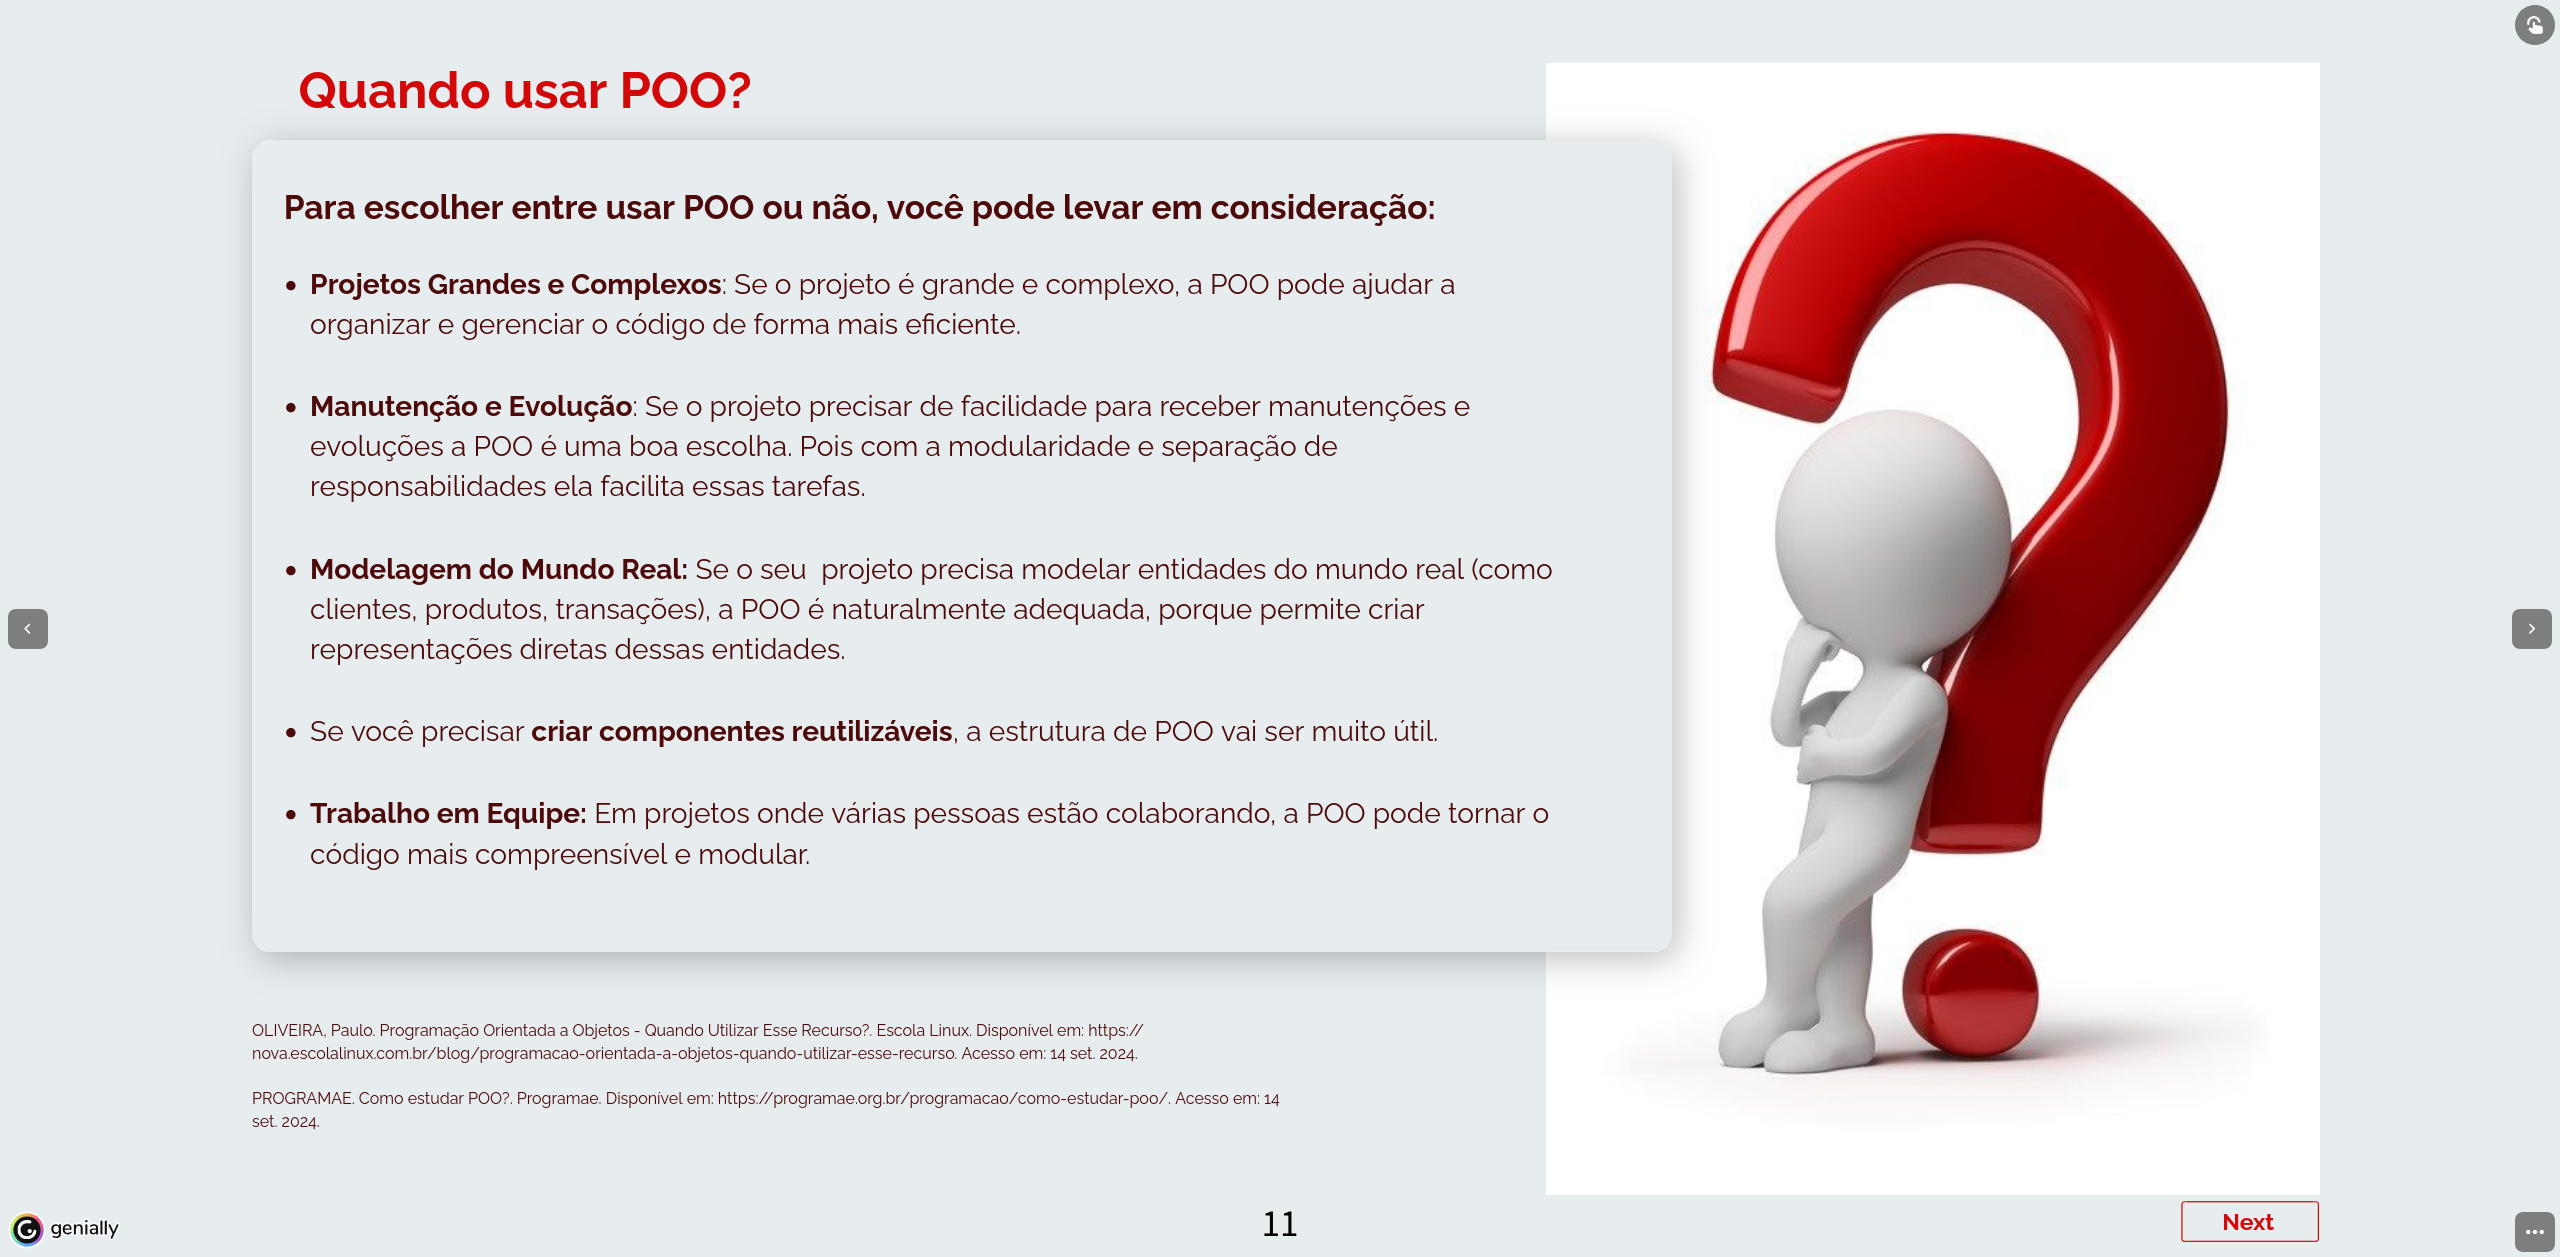 Quando usar POO?
Para escolher entre usar POO ou não, você pode levar em consideração:
• Projetos Grandes e Complexos: Se o projeto é grande e complexo, a POO pode ajudar a
organizar e gerenciar o código de forma mais eficiente.
• Manutenção e Evolução: Se o projeto precisar de facilidade para receber manutenções e
evoluções a POO é uma boa escolha. Pois com a modularidade e separação de
responsabilidades ela facilita essas tarefas.
• Modelagem do Mundo Real: Se o seu  projeto precisa modelar entidades do mundo real (como
clientes, produtos, transações), a POO é naturalmente adequada, porque permite criar
representações diretas dessas entidades.
• Se você precisar criar componentes reutilizáveis, a estrutura de POO vai ser muito útil.
• Trabalho em Equipe: Em projetos onde várias pessoas estão colaborando, a POO pode tornar o
código mais compreensível e modular.
OLIVEIRA, Paulo. Programação Orientada a Objetos - Quando Utilizar Esse Recurso?. Escola Linux. Disponível em: https://
nova.escolalinux.com.br/blog/programacao-orientada-a-objetos-quando-utilizar-esse-recurso. Acesso em: 14 set. 2024.
PROGRAMAE. Como estudar POO?. Programae. Disponível em: https://programae.org.br/programacao/como-estudar-poo/. Acesso em: 14
set. 2024.
genially
11
Next